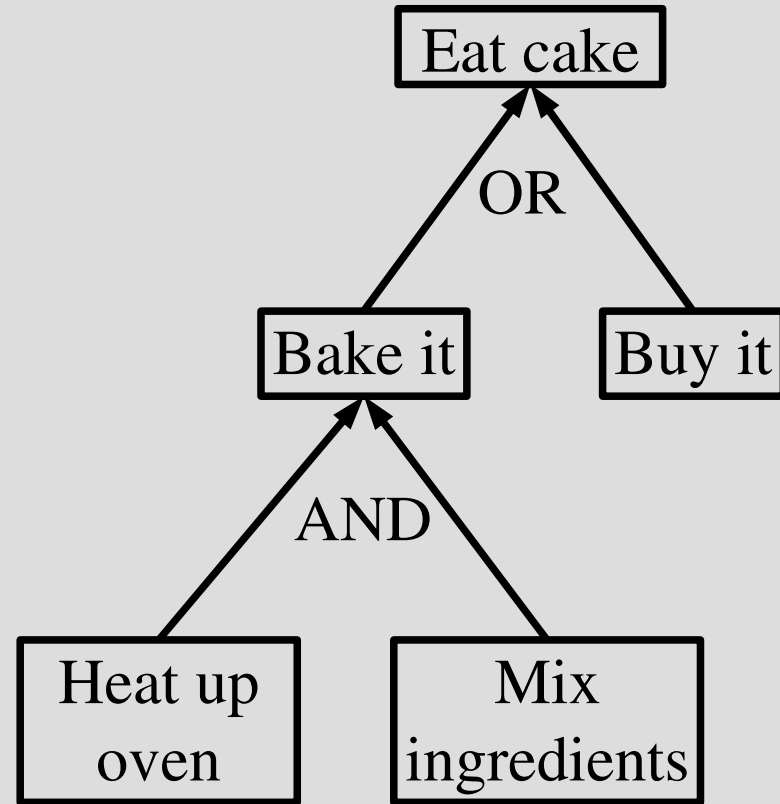 Eat cake
OR
Bake it
Buy it
AND
Heat up
oven
Mix
ingredients